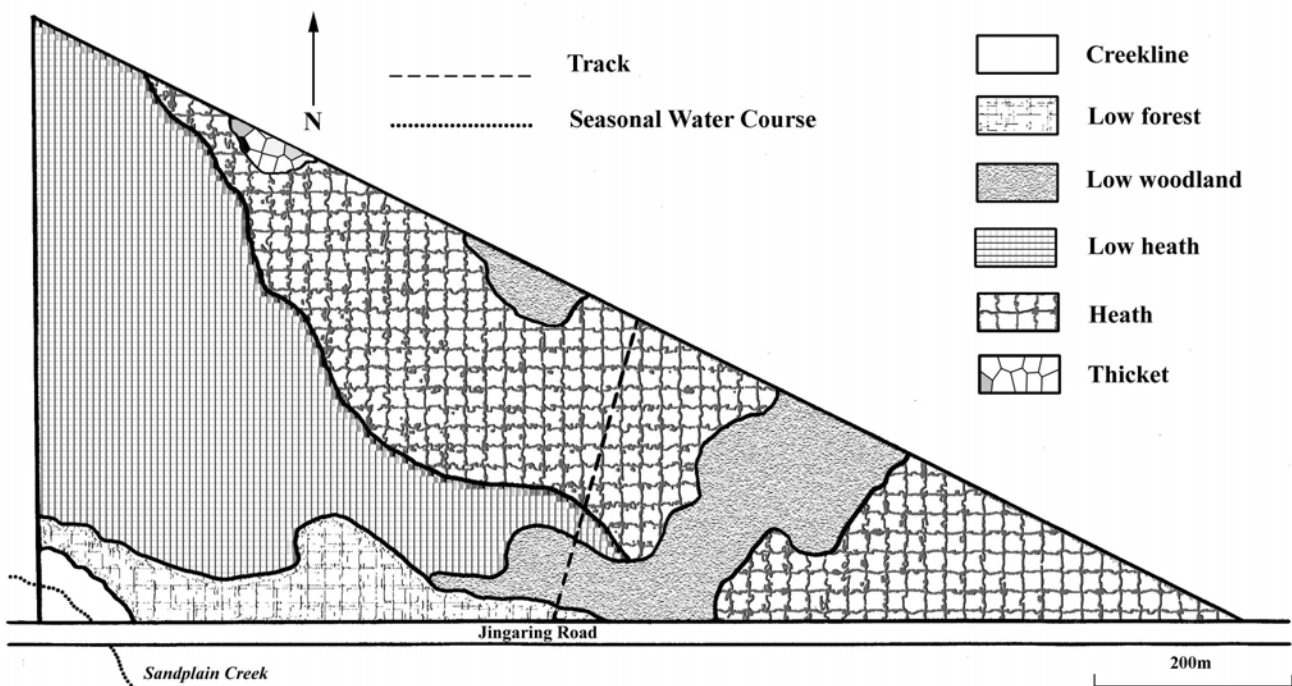 N
Track
Seasonal Water Course
Creekline
Low forest
Low woodland
Low heath
Heath
Thicket
Jingaring Road
Sandplain Creek
200m